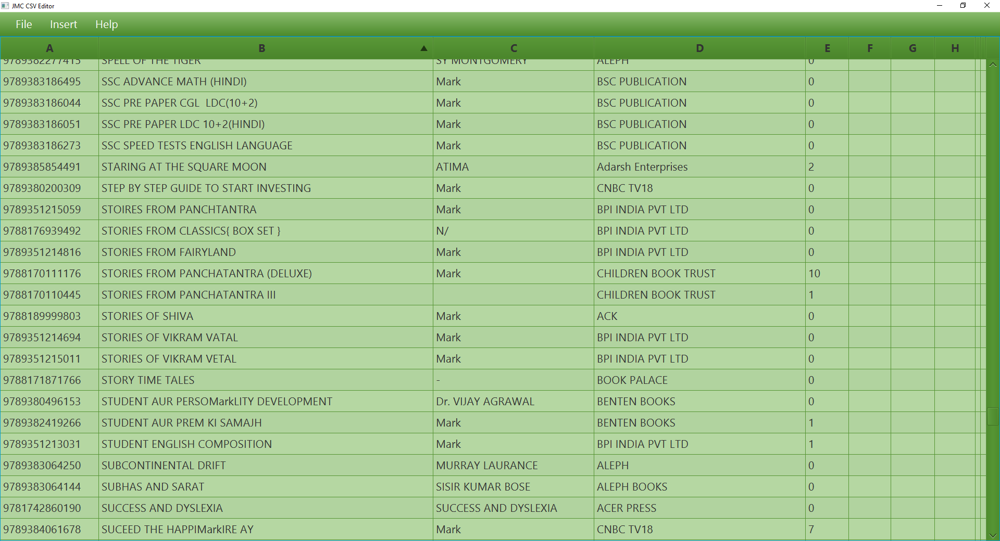 JMC CSV Editor
File Insert Help
A B C D E F G H
9789382277415 SPELL OF THE TIGER SY MONTGOMERY ALEPH 0
9789383186495 SSC ADVANCE MATH (HINDI) Mark BSC PUBLICATION 0
9789383186044 SSC PRE PAPER CGL  LDC(10+2) Mark BSC PUBLICATION 0
9789383186051 SSC PRE PAPER LDC 10+2(HINDI) Mark BSC PUBLICATION 0
9789383186273 SSC SPEED TESTS ENGLISH LANGUAGE Mark BSC PUBLICATION 0
9789385854491 STARING AT THE SQUARE MOON ATIMA Adarsh Enterprises 2
9789380200309 STEP BY STEP GUIDE TO START INVESTING Mark CNBC TV18 0
9789351215059 STOIRES FROM PANCHTANTRA Mark BPI INDIA PVT LTD 0
9788176939492 STORIES FROM CLASSICS{ BOX SET } N/ BPI INDIA PVT LTD 0
9789351214816 STORIES FROM FAIRYLAND Mark BPI INDIA PVT LTD 0
9788170111176 STORIES FROM PANCHATANTRA (DELUXE) Mark CHILDREN BOOK TRUST 10
9788170110445 STORIES FROM PANCHATANTRA III CHILDREN BOOK TRUST 1
9788189999803 STORIES OF SHIVA Mark ACK 0
9789351214694 STORIES OF VIKRAM VATAL Mark BPI INDIA PVT LTD 0
9789351215011 STORIES OF VIKRAM VETAL Mark BPI INDIA PVT LTD 0
9788171871766 STORY TIME TALES - BOOK PALACE 0
9789380496153 STUDENT AUR PERSOMarkLITY DEVELOPMENT Dr. VIJAY AGRAWAL BENTEN BOOKS 0
9789382419266 STUDENT AUR PREM KI SAMAJH Mark BENTEN BOOKS 1
9789351213031 STUDENT ENGLISH COMPOSITION Mark BPI INDIA PVT LTD 1
9789383064250 SUBCONTINENTAL DRIFT MURRAY LAURANCE ALEPH 0
9789383064144 SUBHAS AND SARAT SISIR KUMAR BOSE ALEPH BOOKS 0
9781742860190 SUCCESS AND DYSLEXIA SUCCESS AND DYSLEXIA ACER PRESS 0
9789384061678 SUCEED THE HAPPIMarkIRE AY Mark CNBC TV18 7